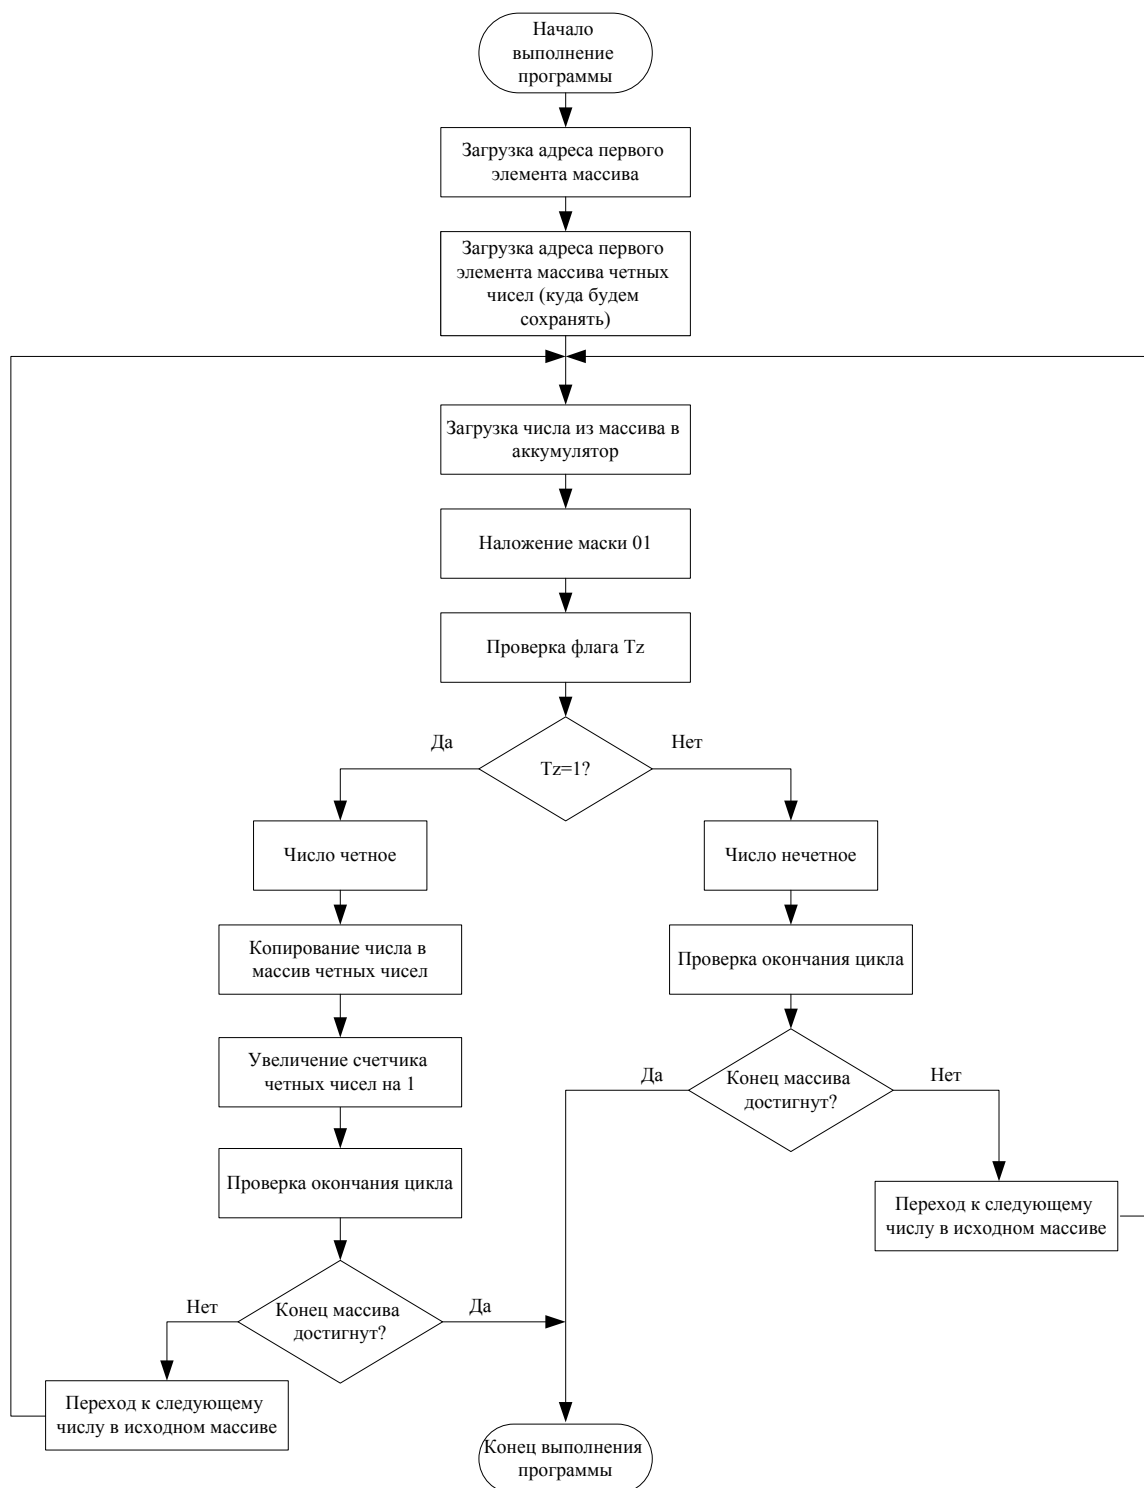 Начало
выполнение
программы
Загрузка адреса первого
элемента массива
Загрузка адреса первого
элемента массива четных
чисел (куда будем
сохранять)
Загрузка числа из массива в
аккумулятор
Наложение маски 01
Проверка флага Tz
Да
Нет
Tz=1?
Число четное
Число нечетное
Копирование числа в
массив четных чисел
Проверка окончания цикла
Увеличение счетчика
четных чисел на 1
Да
Конец массива
достигнут?
Нет
Проверка окончания цикла
Переход к следующему
числу в исходном массиве
Нет
Конец массива
достигнут?
Да
Переход к следующему
числу в исходном массиве
Конец выполнения
программы